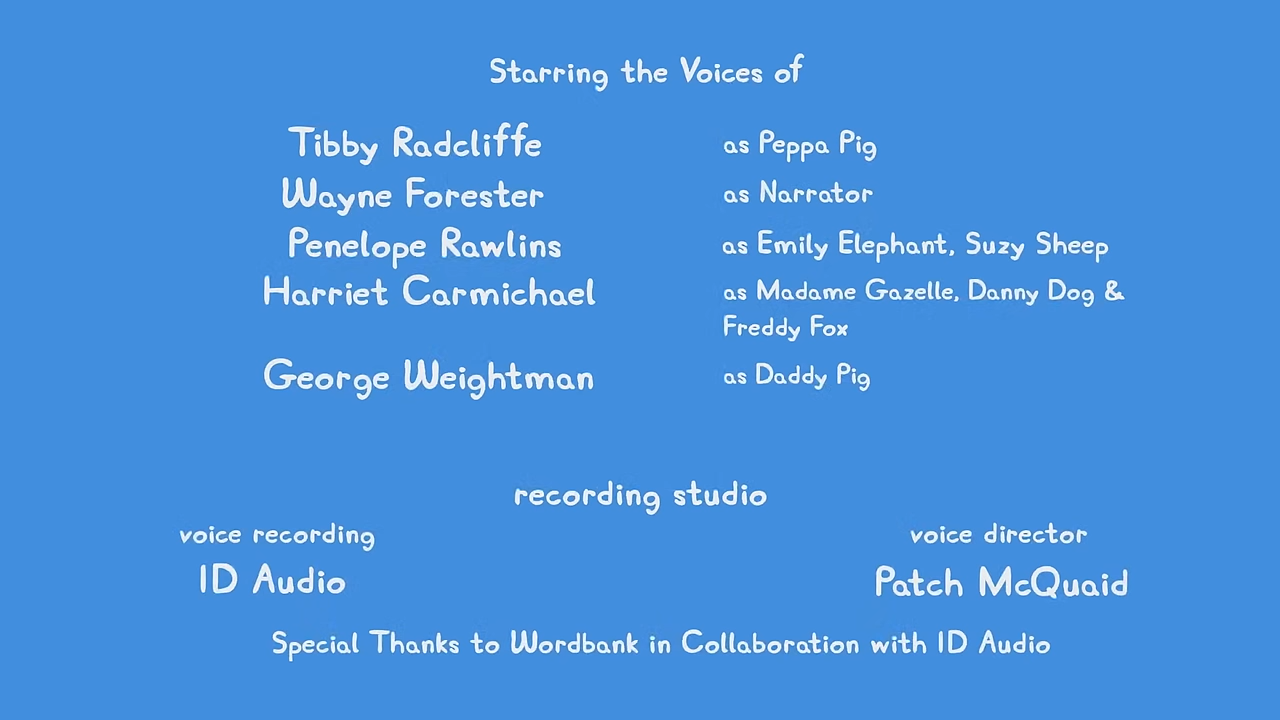 Starring the Voices of
Tibby Radcliffe as Peppa Pig
Wayne Forester as Narrator
Penelope Rawlins as Emily Elephant, Suzy Sheep
Harriet Carmichael as Madame Gazelle, Danny Dog &
Freddy Fox
George Weightman as Daddy Pig
recording studio
voice recording voice director
ID Audio Patch McQuaid
Special Thanks to Wordbank in Collaboration with ID Audio